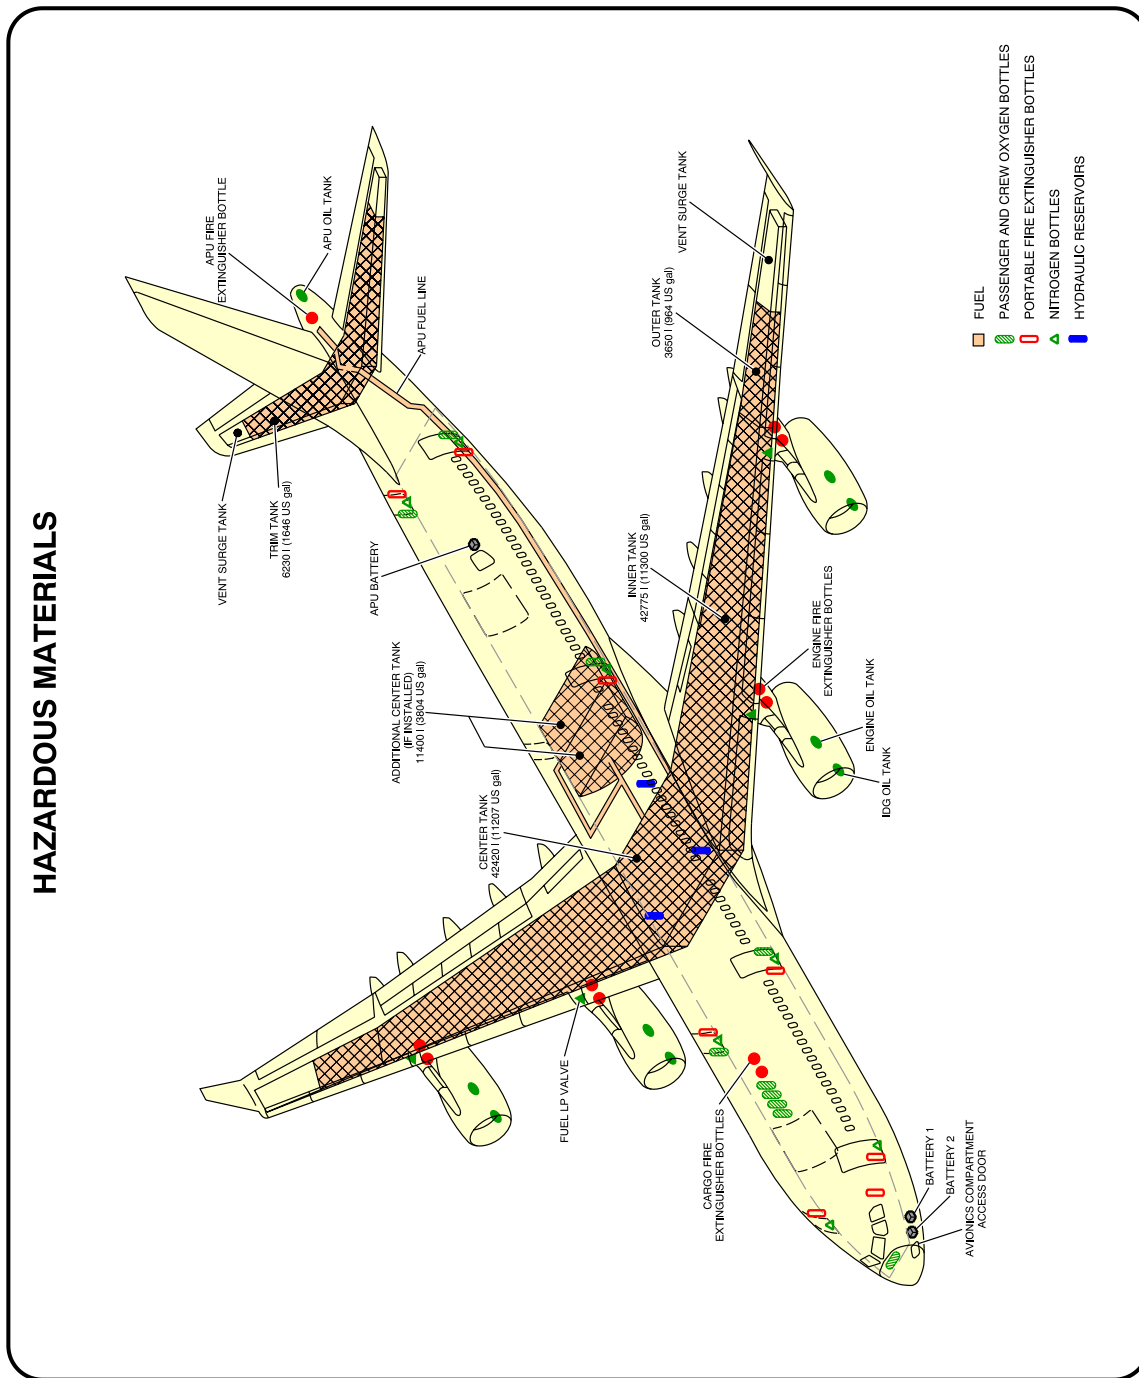 HAZARDOUS MATERIALS
APU FIRE
EXTINGUISHER BOTTLE
APU OIL TANK
APU FUEL LINE
VENT SURGE TANK
TRIM TANK
6230 l (1646 US gal)
APU BATTERY
ADDITIONAL CENTER TANK
(IF INSTALLED)
11400 l (3804 US gal)
CENTER TANK
42420 l (11207 US gal)
VENT SURGE TANK
OUTER TANK
3650 l (964 US gal)
INNER TANK
42775 l (11300 US gal)
ENGINE FIRE
EXTINGUISHER BOTTLES
ENGINE OIL TANK
IDG OIL TANK
FUEL LP VALVE
CARGO FIRE
EXTINGUISHER BOTTLES
BATTERY 1
BATTERY 2
AVIONICS COMPARTMENT
ACCESS DOOR
FUEL
PASSENGER AND CREW OXYGEN BOTTLES
PORTABLE FIRE EXTINGUISHER BOTTLES
NITROGEN BOTTLES
HYDRAULIC RESERVOIRS